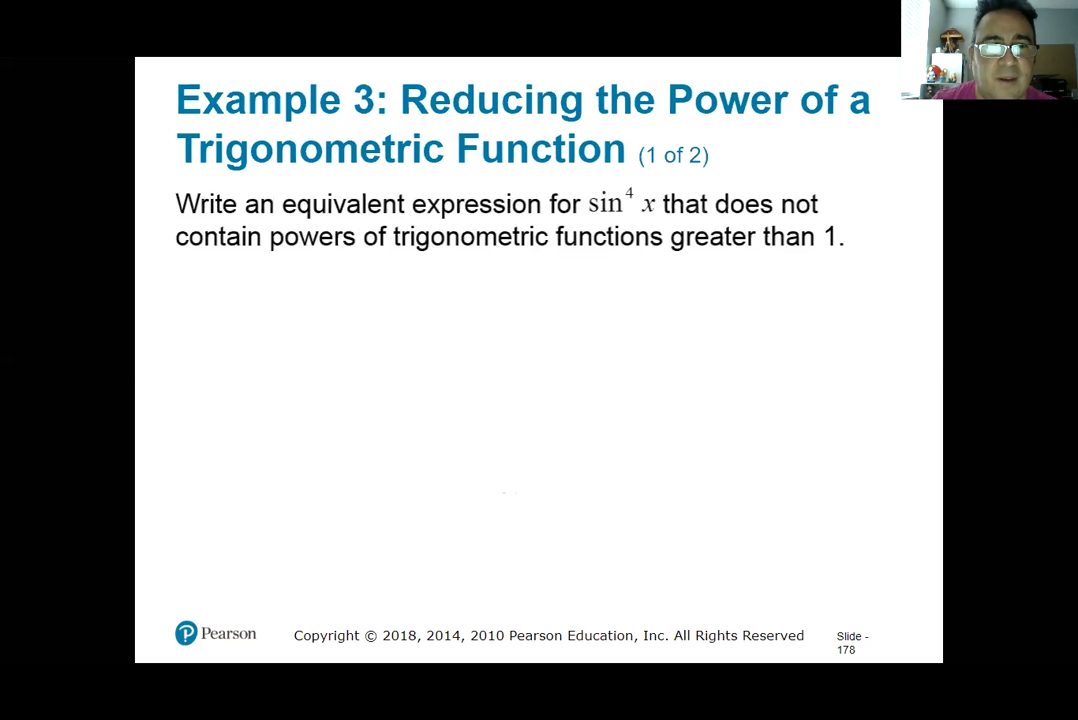 Example 3: Reducing the Power of a
Trigonometric Function (1 of 2)
Write an equivalent expression for sin⁴ x that does not
contain powers of trigonometric functions greater than 1.
Pearson
Copyright © 2018, 2014, 2010 Pearson Education, Inc. All Rights Reserved
Slide -
178